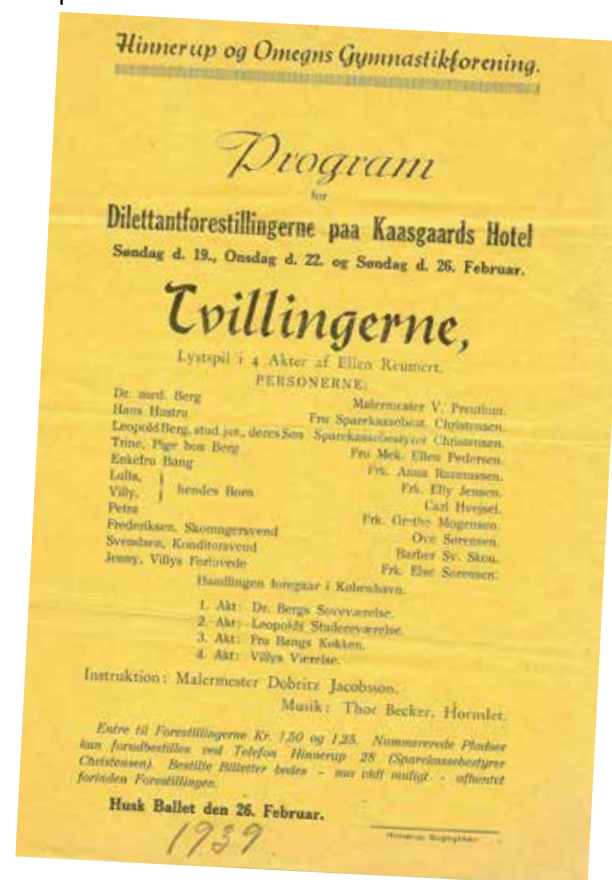 Hinnerup og Omegns Gymnastikforening.
Program
for
Dilettantforestillingerne paa Kaasgaards Hotel
Søndag d. 19., Onsdag d. 22. og Søndag d. 26. Februar.
Tvillingerne,
Lystspil i 4 Akter af Ellen Reumert.
PERSONERNE:
Dr. med. Berg Malermester V. Preuthun.
Hans Hustru Fru Sparekassebest. Christensen.
Leopold Berg, stud. jur., deres Søn Sparekassebestyrer Christensen.
Trine, Pige hos Berg Fru Mek. Ellen Pedersen.
Enkefru Bang Frk. Anna Rasmussen.
Lulla, Frk. Elly Jensen.
Villy, hendes Børn Carl Hvejsel.
Petra Frk. Grethe Mogensen.
Frederiksen, Skomagersvend Ove Sørensen.
Svendsen, Konditorsvend Barber Sv. Skou.
Jenny, Villys Forlovede Frk. Else Sørensen.
Handlingen foregaar i København.
1. Akt: Dr. Bergs Soveværelse.
2. Akt: Leopolds Studereværelse.
3. Akt: Fru Bangs Køkken.
4. Akt: Villys Værelse.
Instruktion: Malermester Dobritz Jacobsson.
Musik: Thor Becker, Hornslet.
Entre til Forestillingerne Kr. 1,50 og 1,25. Nummererede Pladser
kan forudbestilles ved Telefon Hinnerup 28 (Sparekassebestyrer
Christensen). Bestilte Billetter bedes - saa vidt muligt - afhentet
forinden Forestillingen.
Husk Ballet den 26. Februar.
1939
Hinnerup Bogtrykkeri